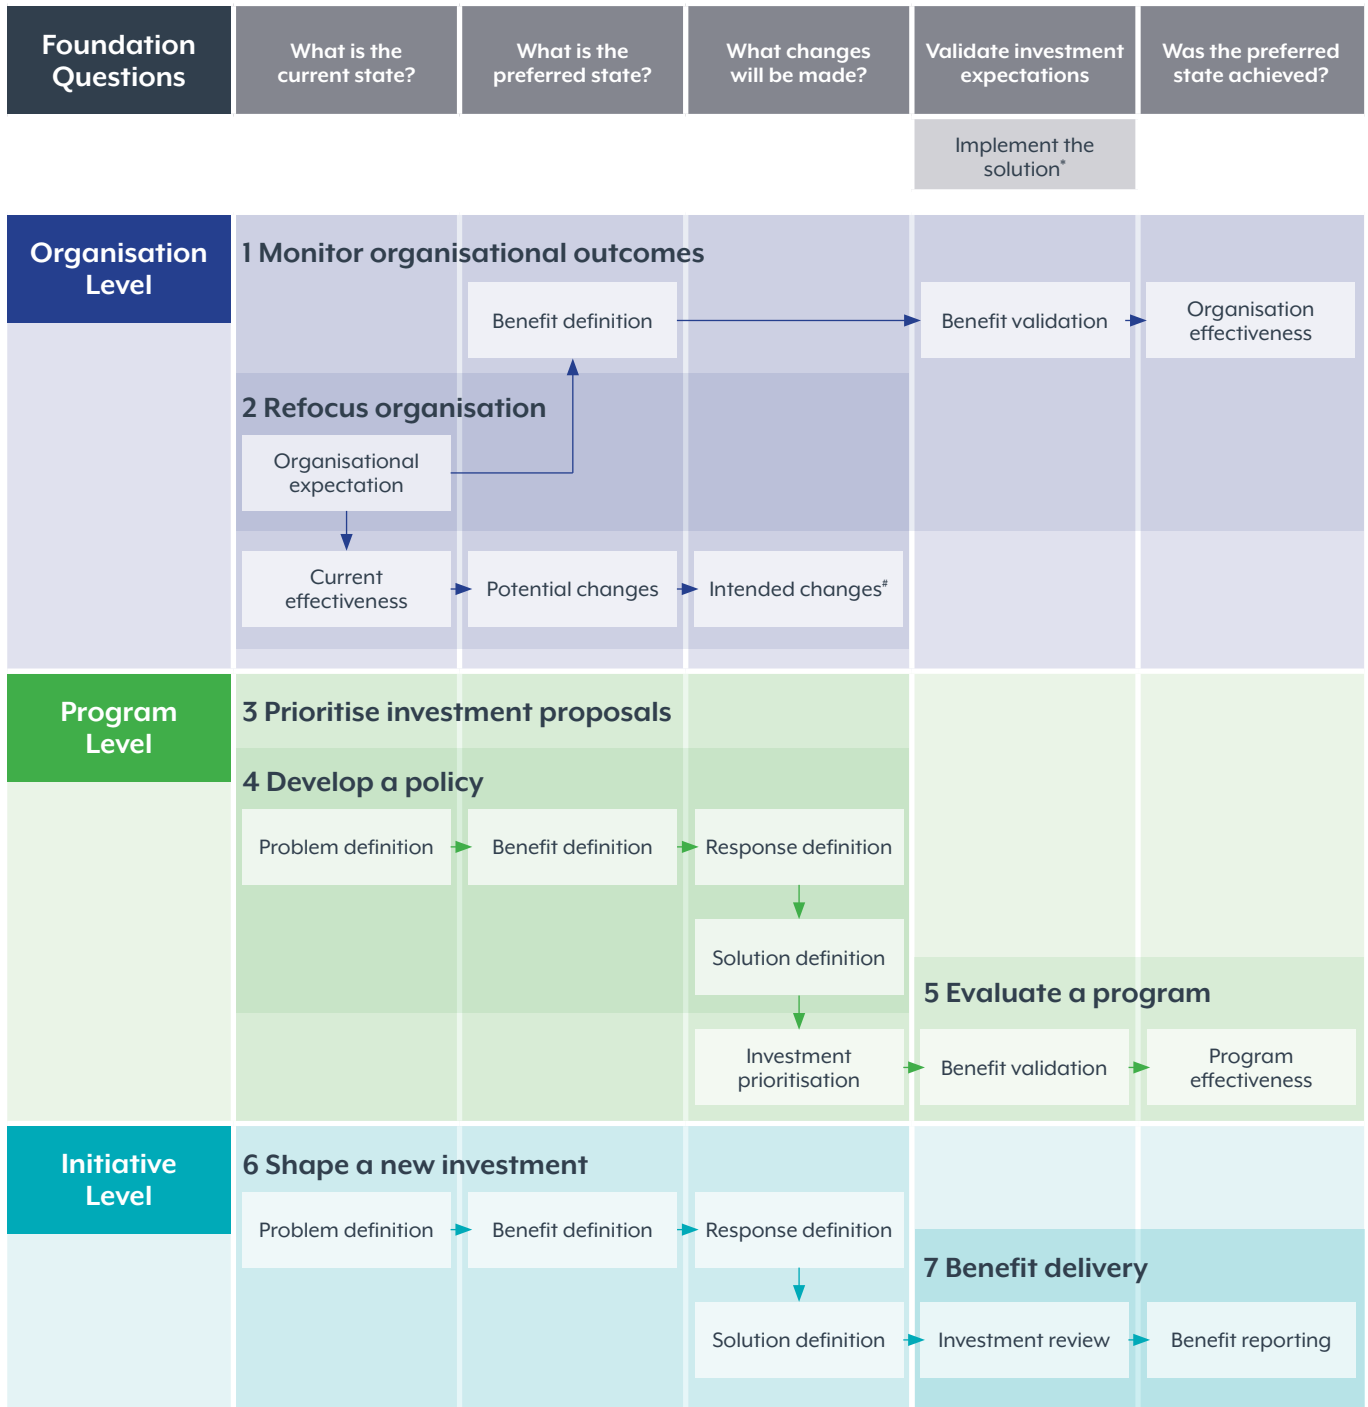 Foundation
Questions
What is the
current state?
What is the
preferred state?
What changes
will be made?
Validate investment
expectations
Was the preferred
state achieved?
Implement the
solution*
Organisation
Level
1 Monitor organisational outcomes
Benefit definition
Benefit validation
Organisation
effectiveness
2 Refocus organisation
Organisational
expectation
Current
effectiveness
Potential changes
Intended changes#
Program
Level
3 Prioritise investment proposals
4 Develop a policy
Problem definition
Benefit definition
Response definition
Solution definition
5 Evaluate a program
Investment
prioritisation
Benefit validation
Program
effectiveness
Initiative
Level
6 Shape a new investment
Problem definition
Benefit definition
Response definition
7 Benefit delivery
Solution definition
Investment review
Benefit reporting